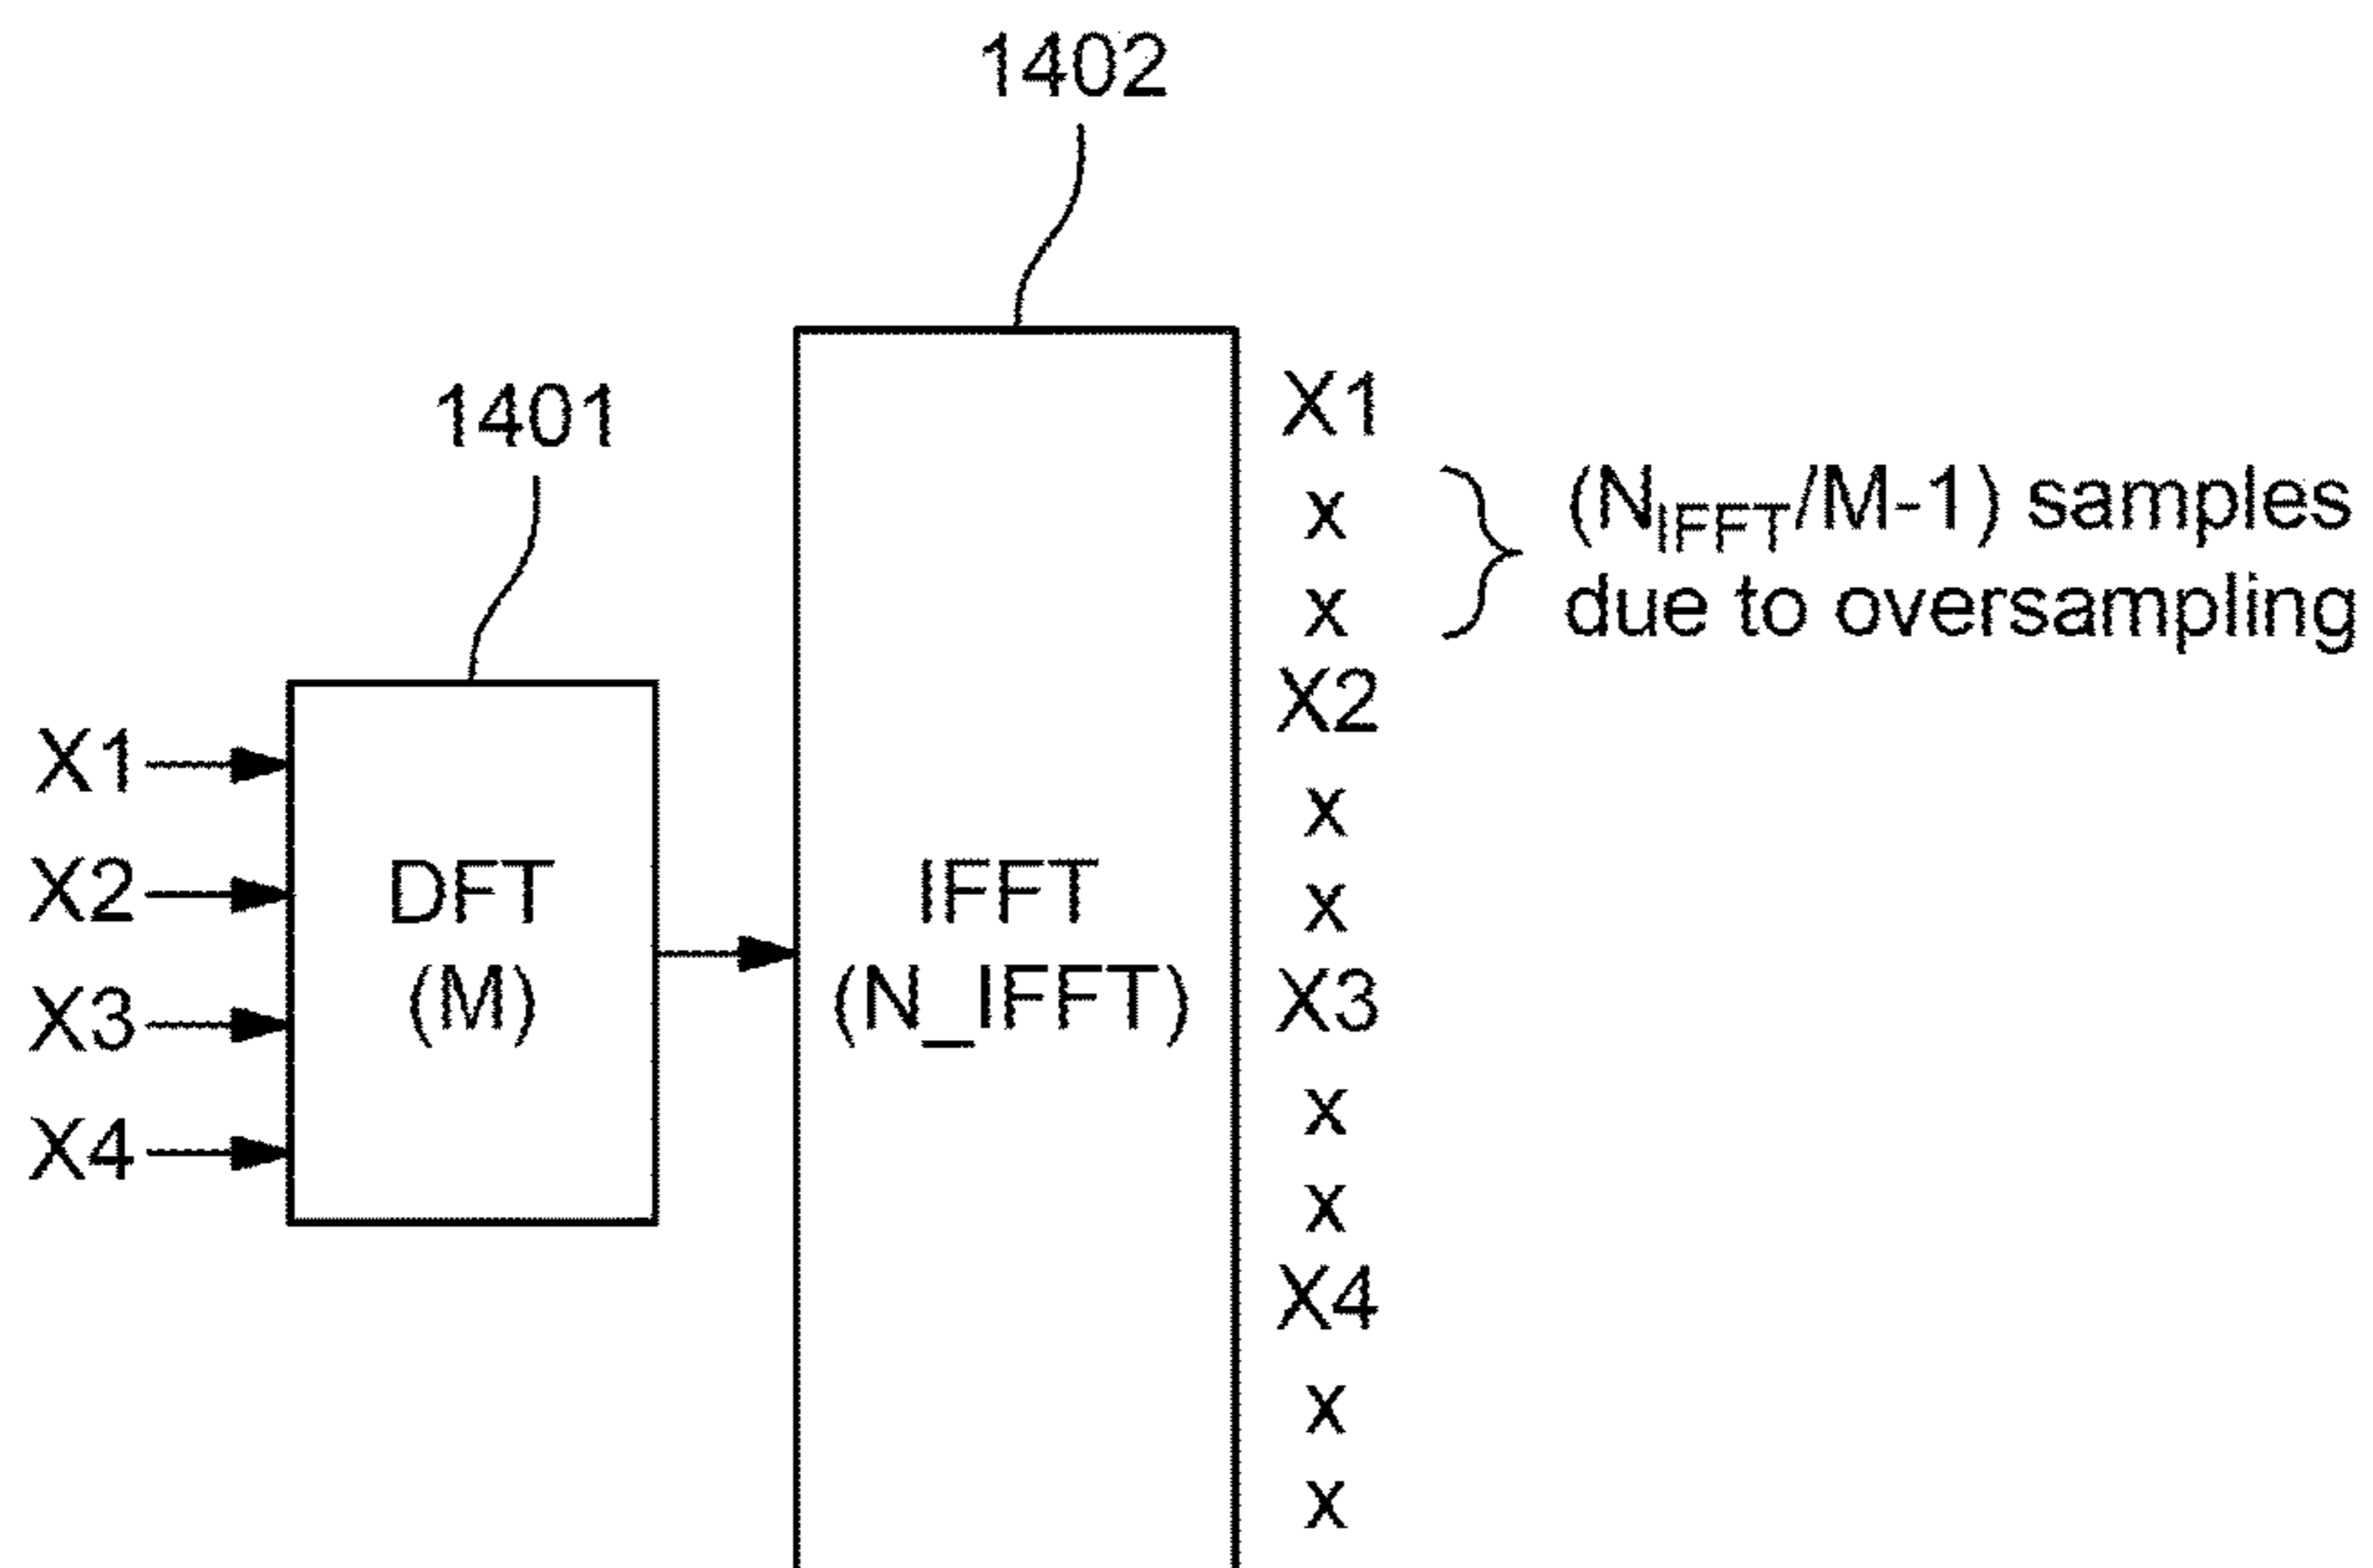 1402
1401
X1
X2
X3
X4
DFT
(M)
IFFT
(N_IFFT)
X1
x
x
X2
x
x
X3
x
x
X4
x
x
(N_IFFT/M-1) samples
due to oversampling